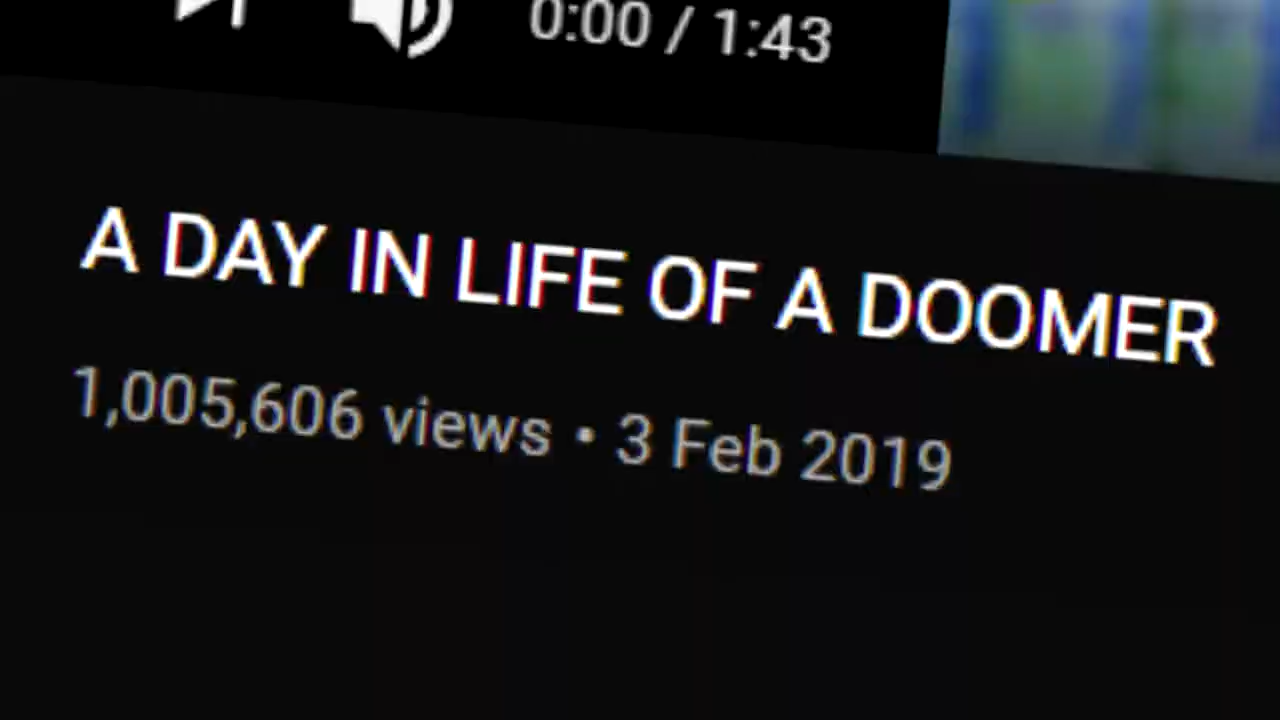 0:00 / 1:43
A DAY IN LIFE OF A DOOMER
1,005,606 views • 3 Feb 2019